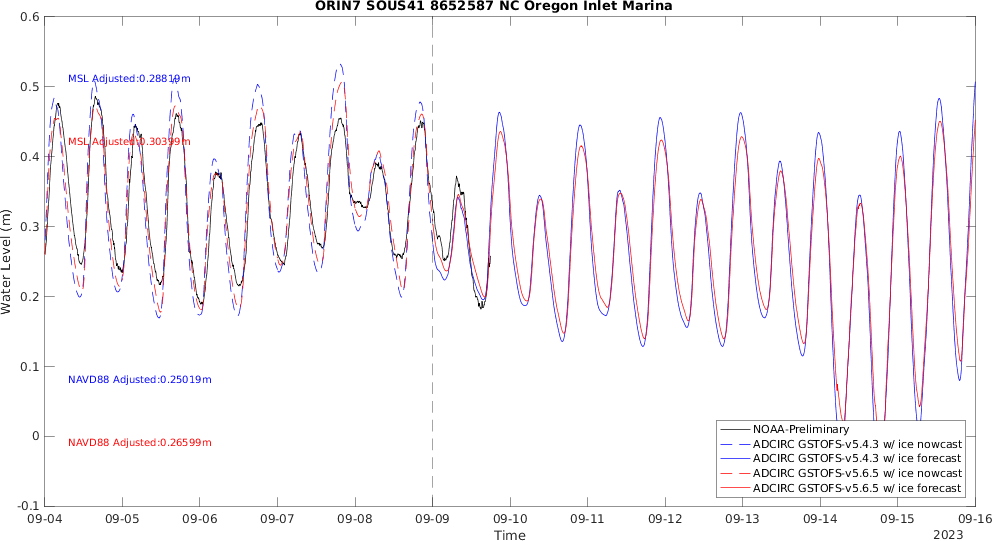 ORIN7 SOUS41 8652587 NC Oregon Inlet Marina
0.6
0.5
0.4
0.3
0.2
0.1
0
-0.1
Water Level (m)
MSL Adjusted:0.28819m
MSL Adjusted:0.30399m
NAVD88 Adjusted:0.25019m
NAVD88 Adjusted:0.26599m
NOAA-Preliminary
ADCIRC GSTOFS-v5.4.3 w/ ice nowcast
ADCIRC GSTOFS-v5.4.3 w/ ice forecast
ADCIRC GSTOFS-v5.6.5 w/ ice nowcast
ADCIRC GSTOFS-v5.6.5 w/ ice forecast
09-04 09-05 09-06 09-07 09-08 09-09 09-10 09-11 09-12 09-13 09-14 09-15 09-16
Time
2023